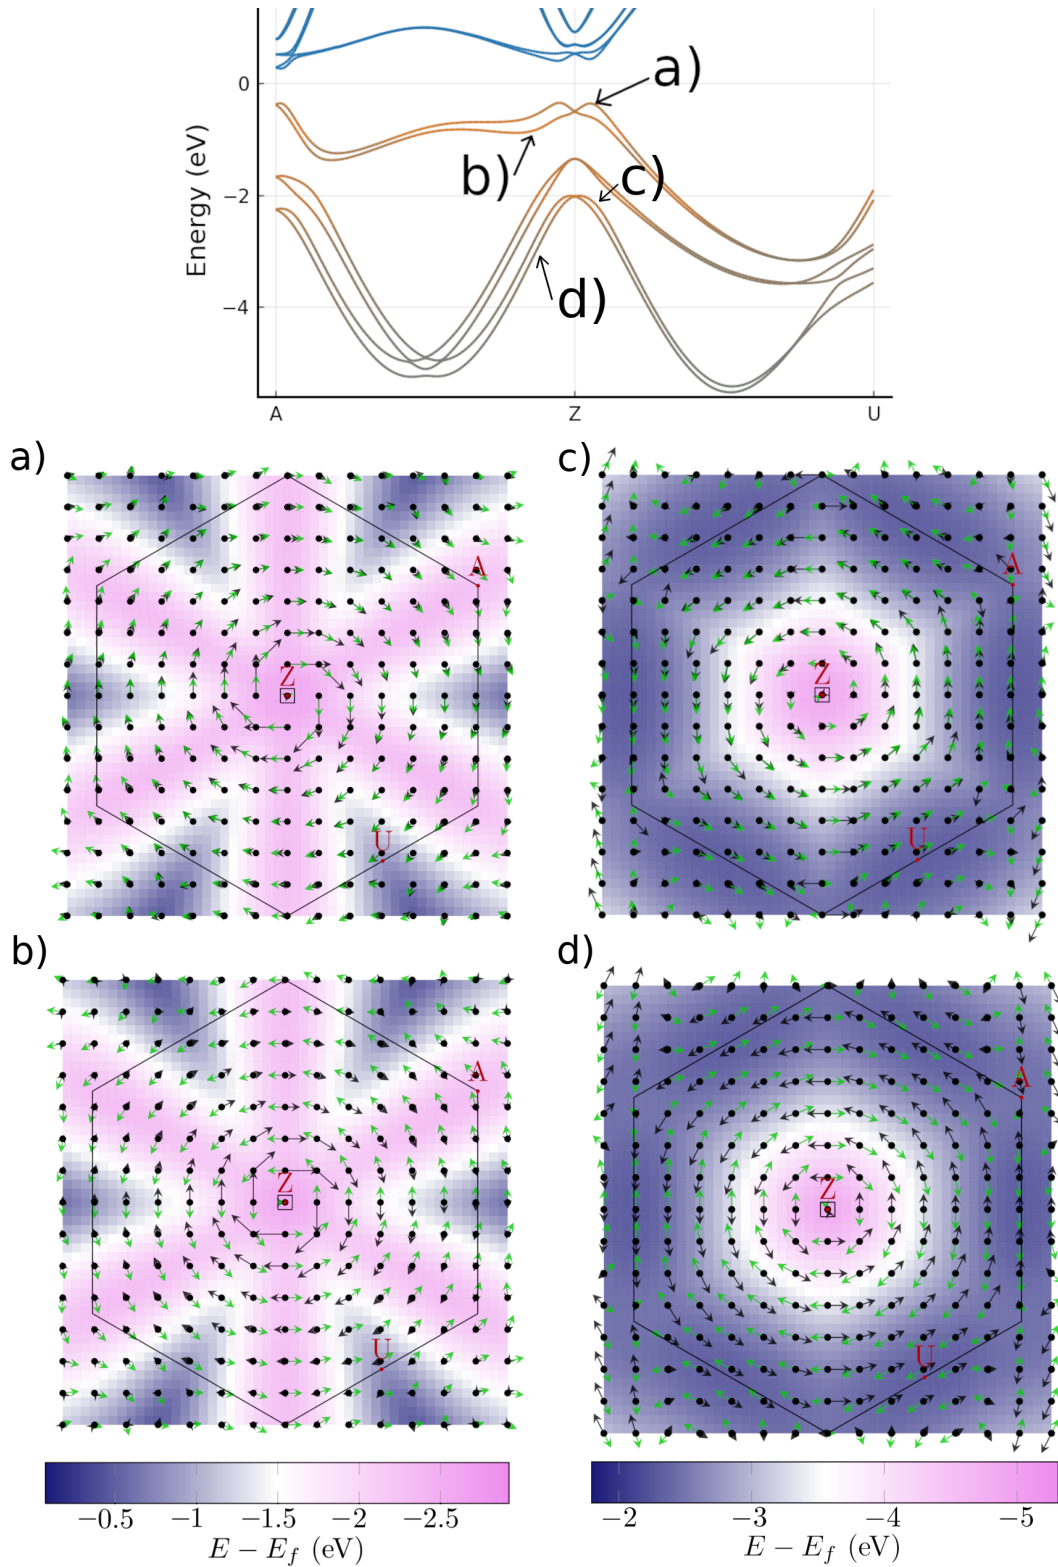 0
a)
b)
c)
−2
Energy (eV)
d)
−4
A Z U
a)
A
Z
U
c)
A
Z
U
b)
A
Z
U
d)
A
Z
U
−0.5 −1 −1.5 −2 −2.5
E − E_f (eV)
−2 −3 −4 −5
E − E_f (eV)